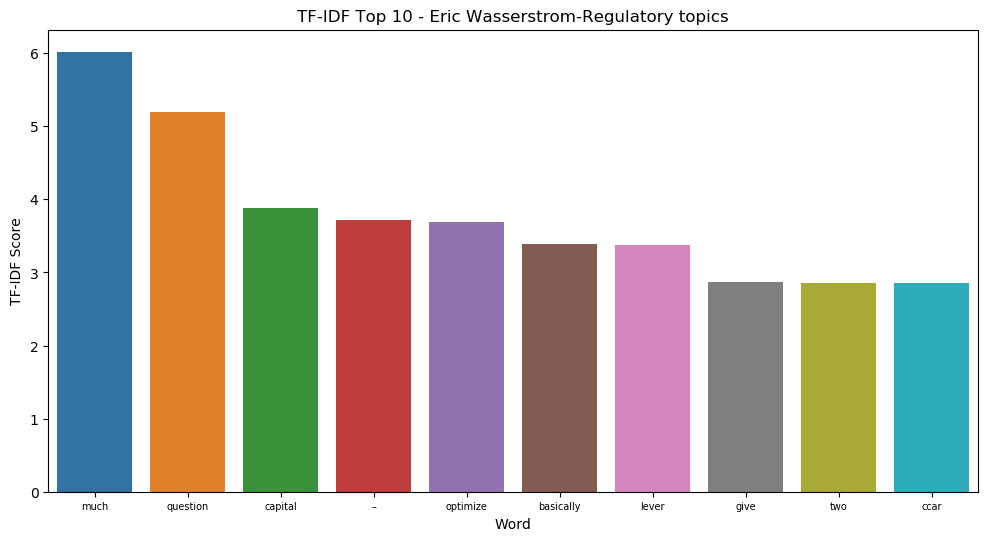 TF-IDF Top 10 - Eric Wasserstrom-Regulatory topics
TF-IDF Score
6
5
4
3
2
1
0
much question capital – optimize basically lever give two ccar
Word